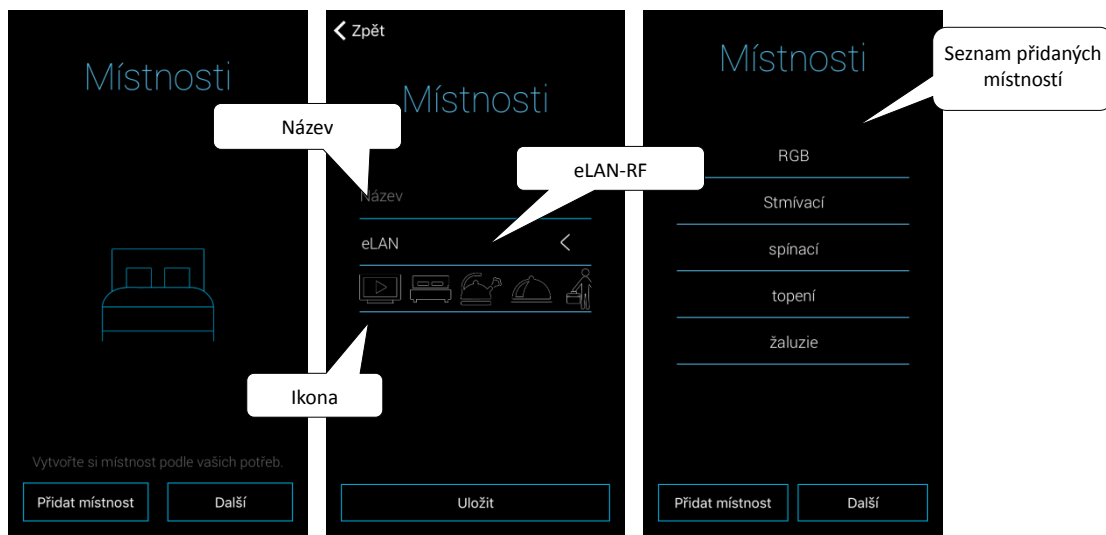 Místnosti
Vytvořte si místnost podle vašich potřeb.
Přidat místnost
Další
Zpět
Místnosti
Název
Název
eLAN-RF
eLAN
Ikona
Uložit
Místnosti
Seznam přidaných
místností
RGB
Stmívací
spínací
topení
žaluzie
Přidat místnost
Další